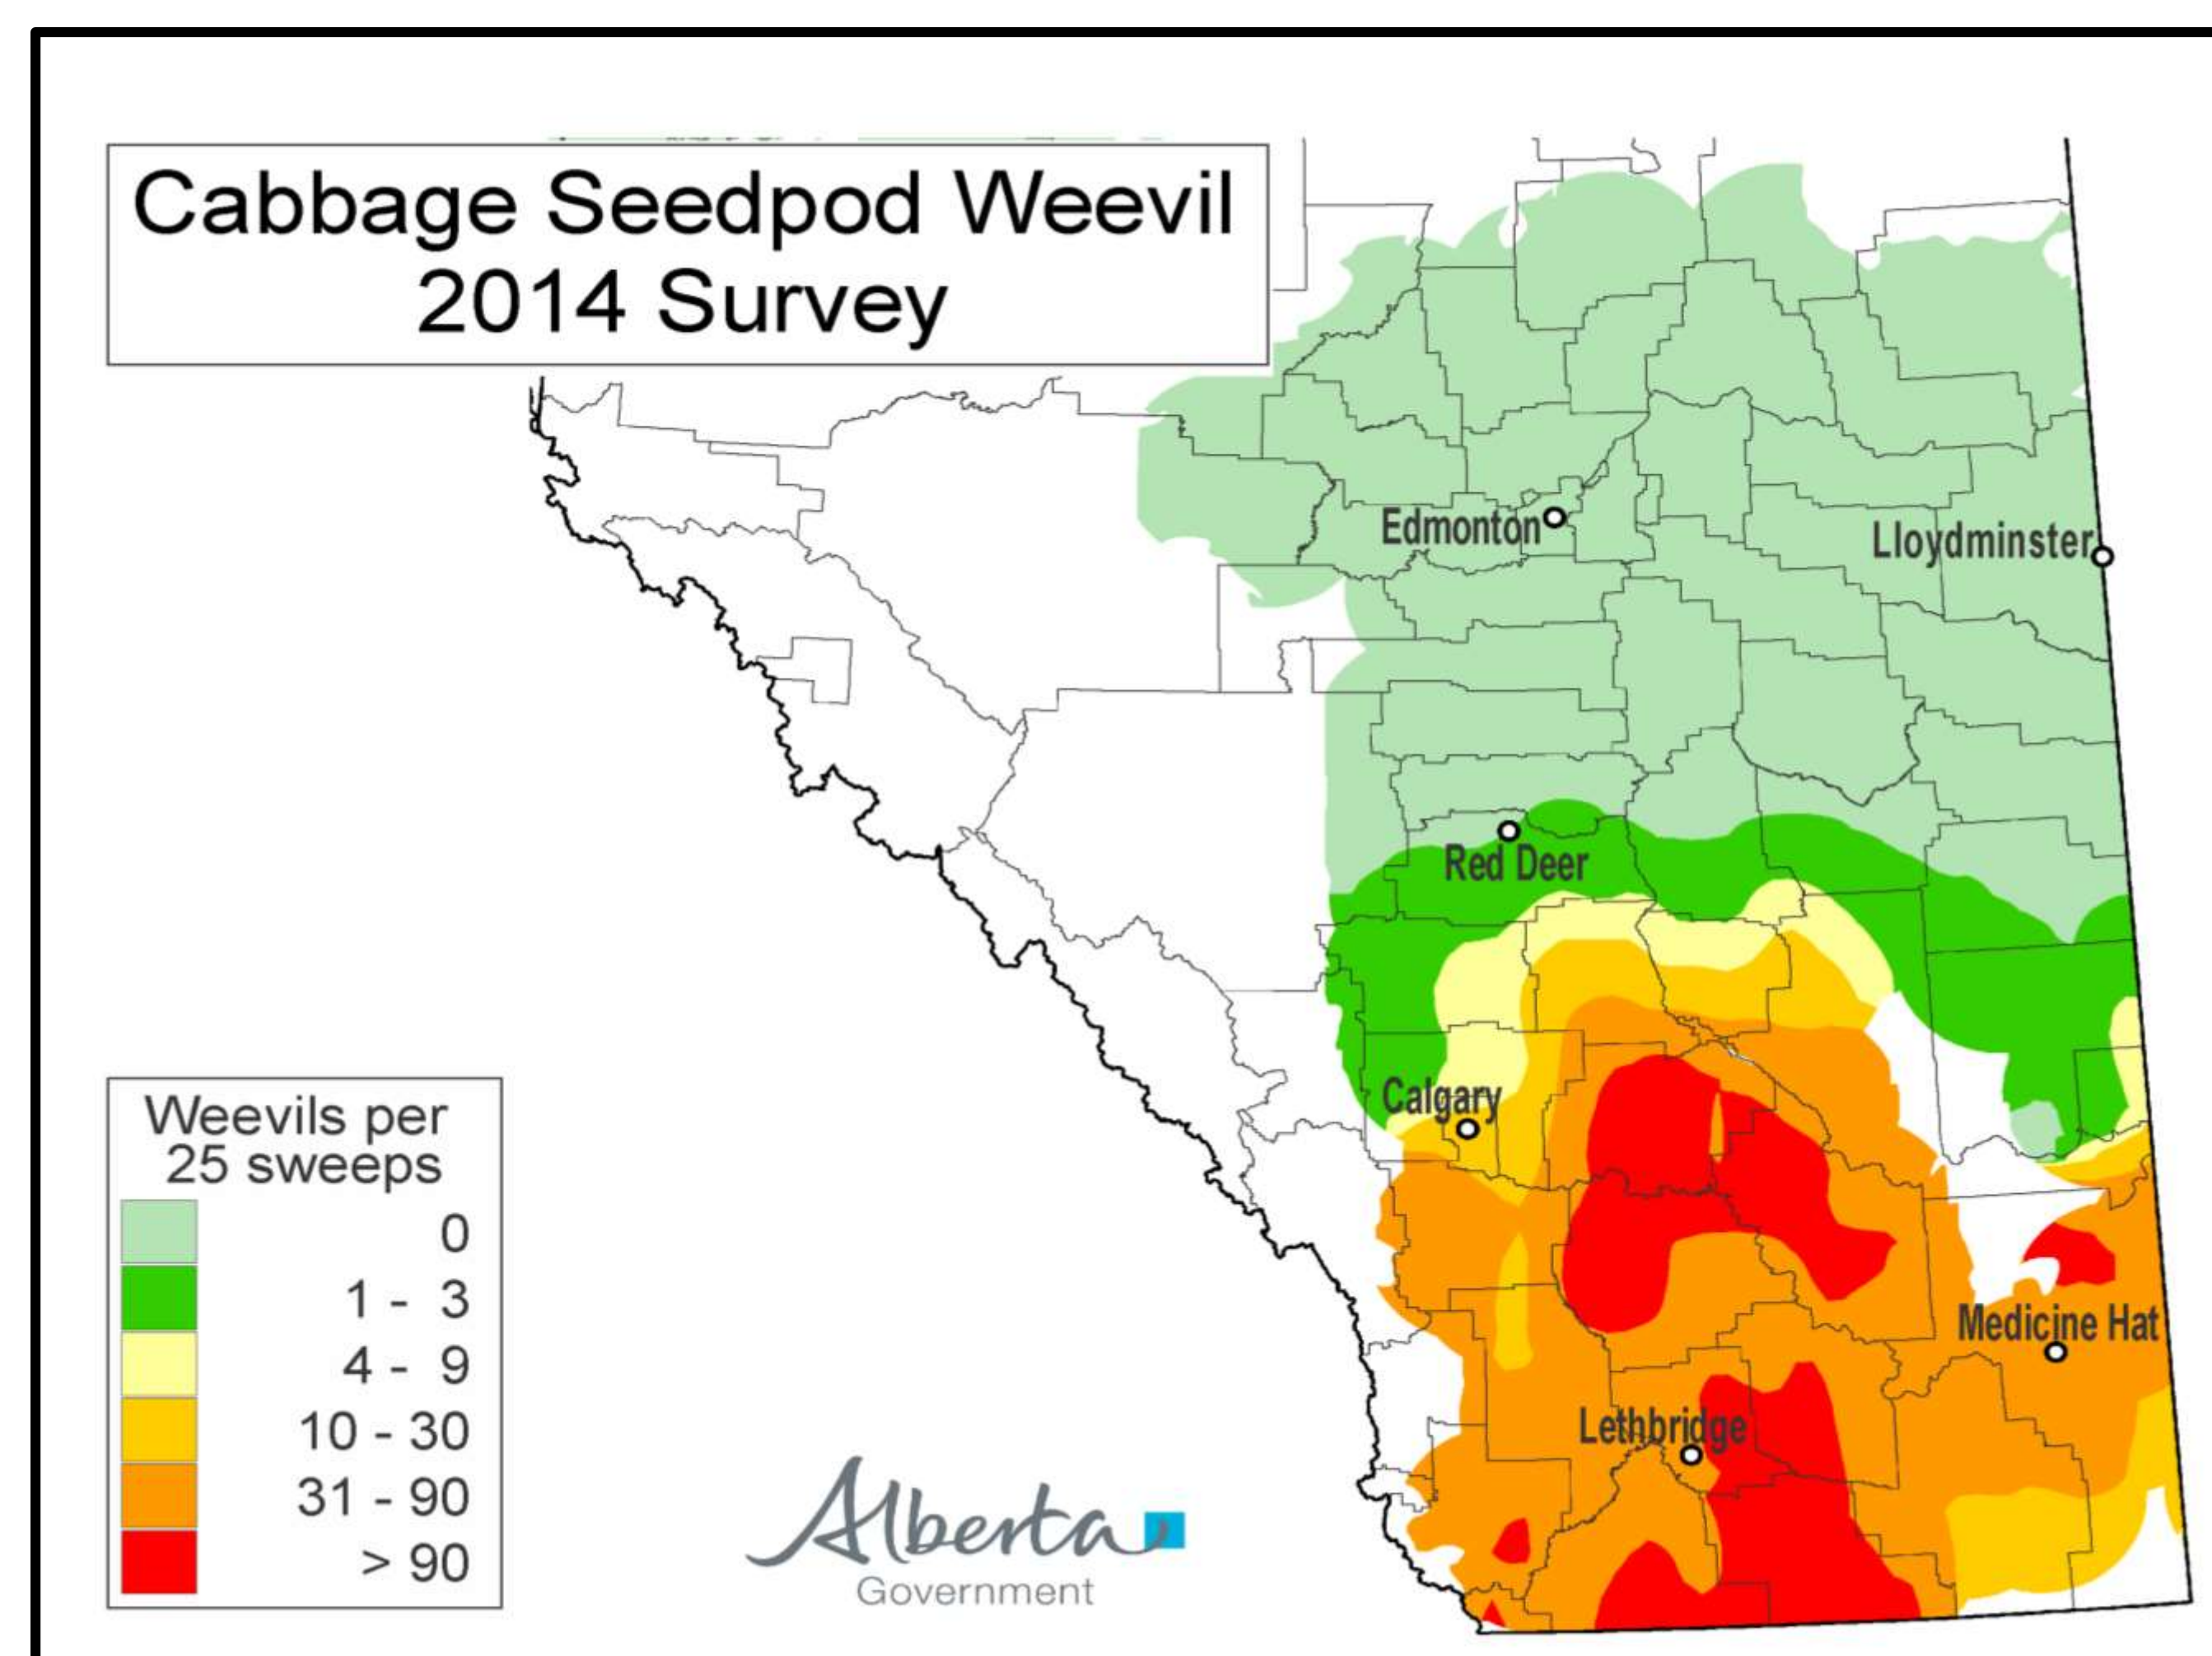 Cabbage Seedpod Weevil
2014 Survey
Edmonton
Lloydminster
Red Deer
Calgary
Medicine Hat
Lethbridge
Weevils per
25 sweeps
0
1 - 3
4 - 9
10 - 30
31 - 90
> 90
Alberta
Government